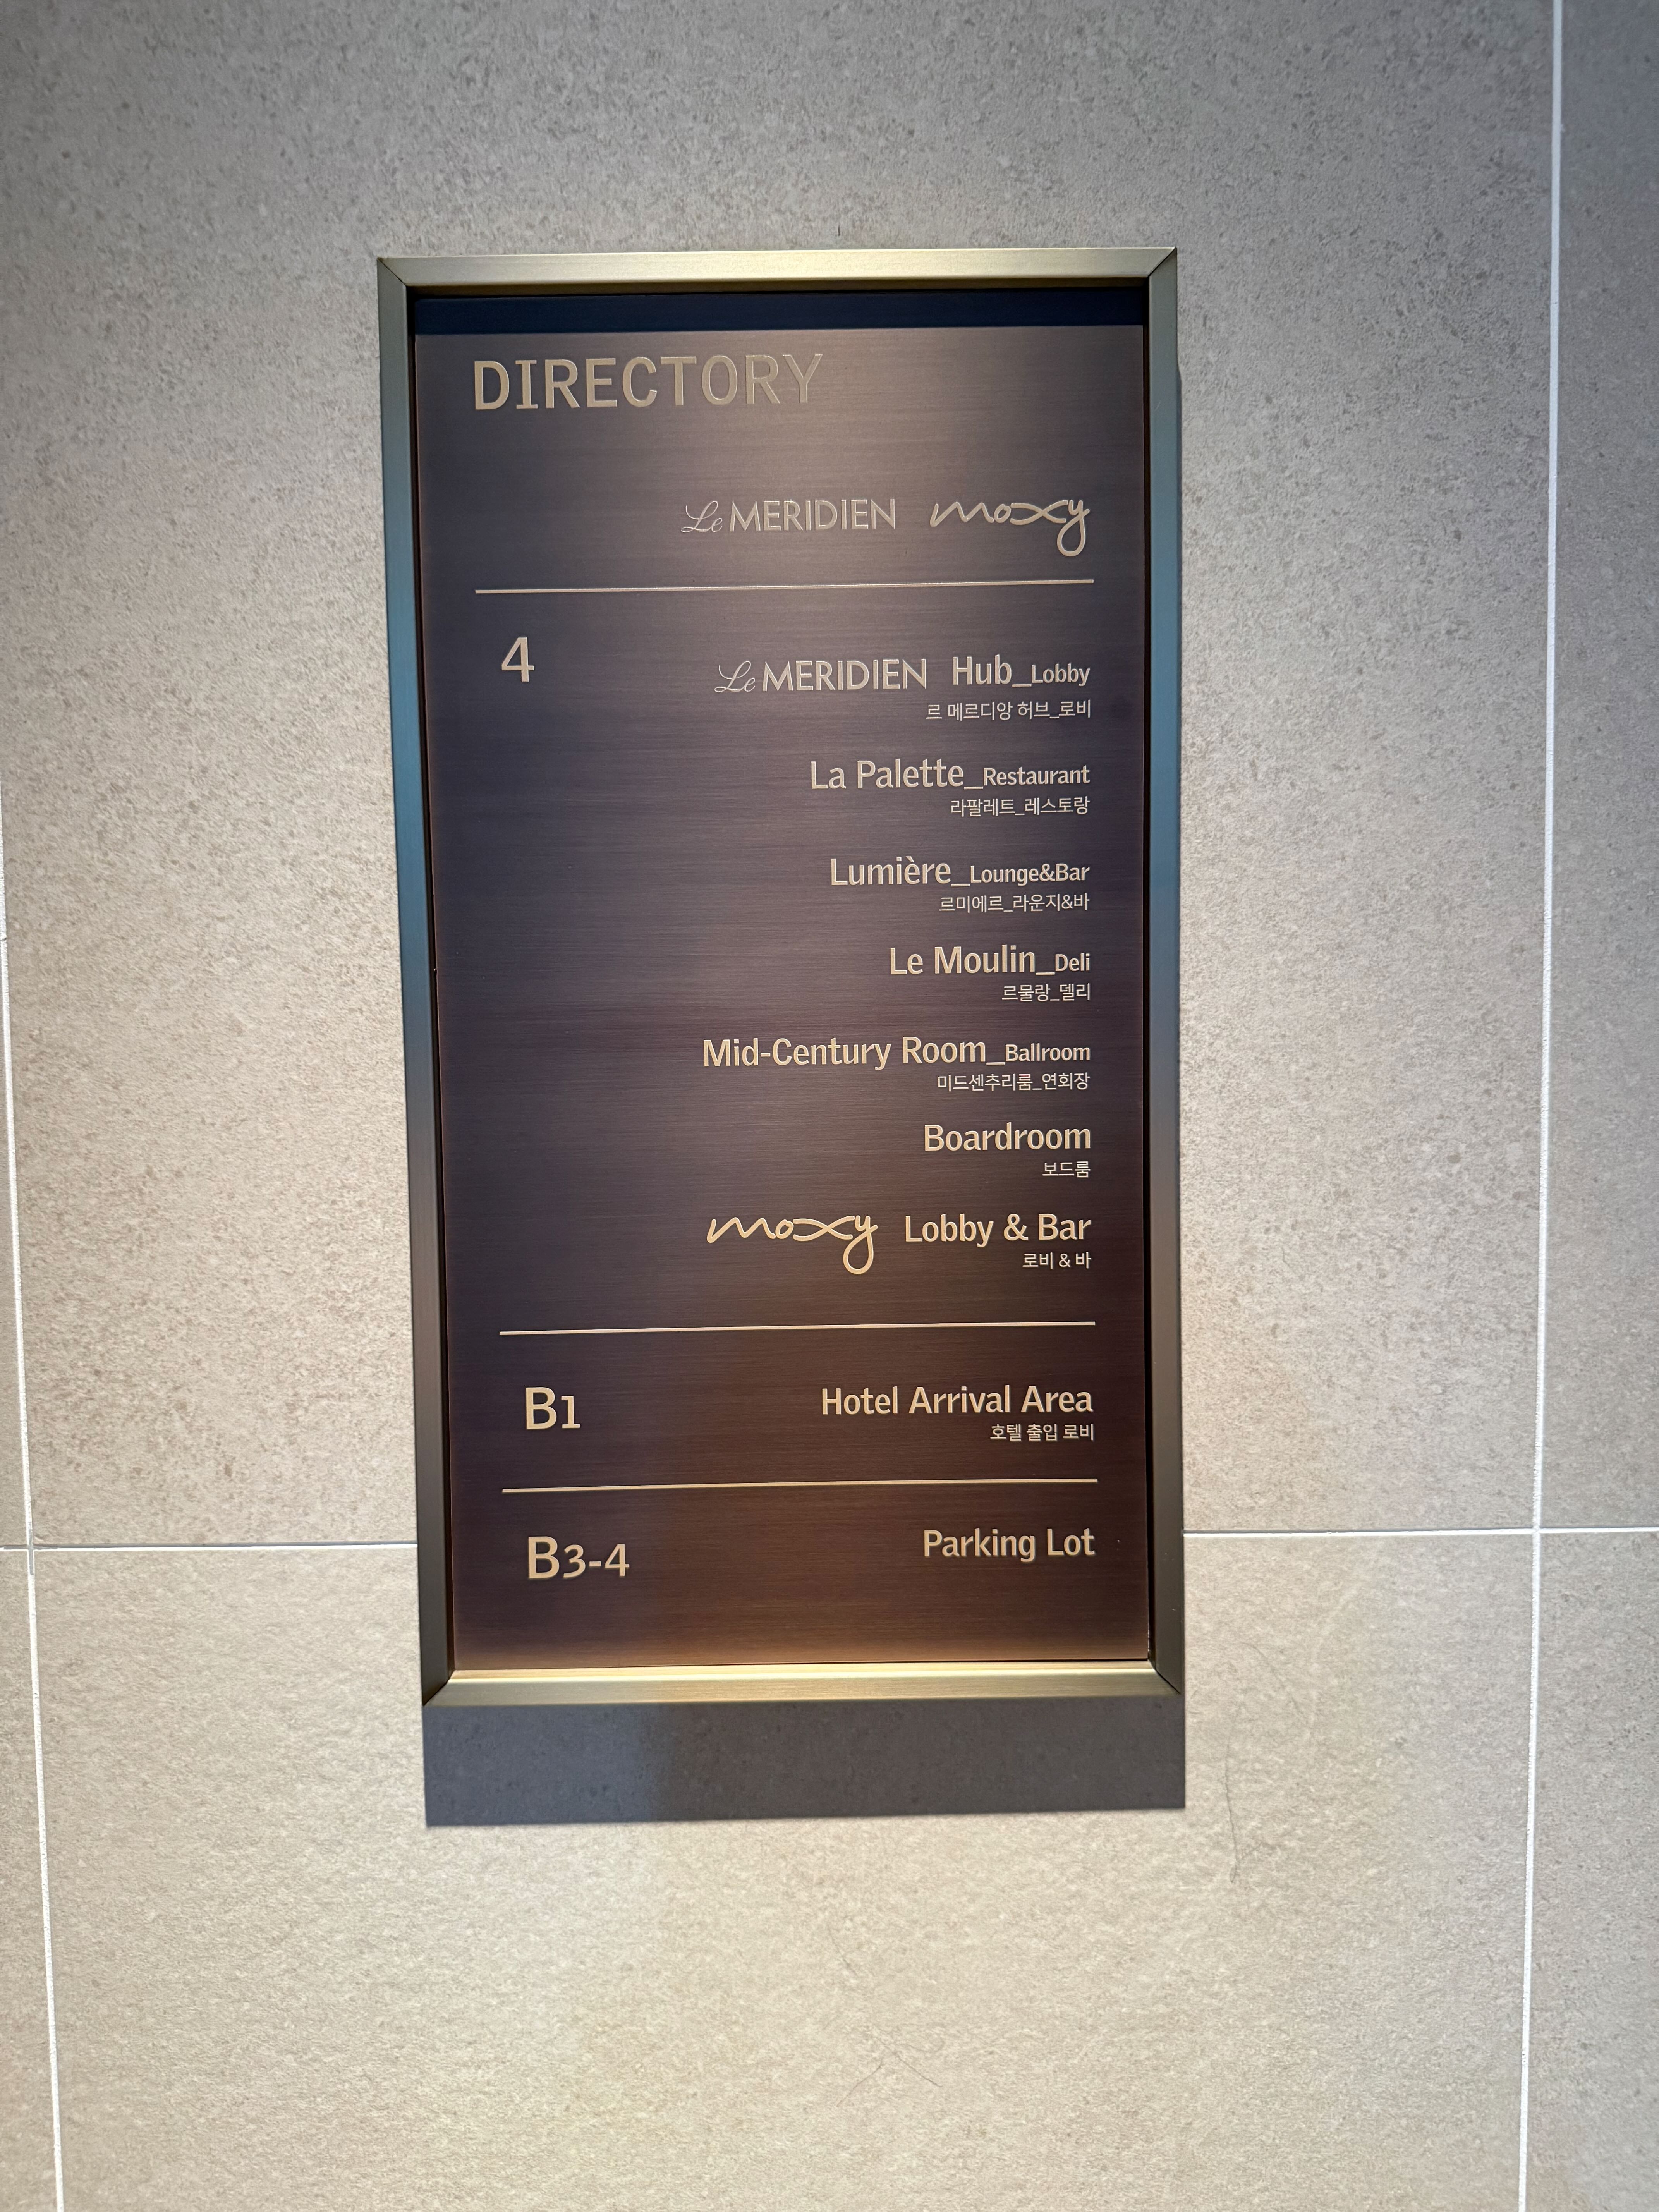 DIRECTORY
Le MERIDIEN moxy
4 Le MERIDIEN Hub_Lobby
르 메르디앙 허브_로비
La Palette_Restaurant
라팔레트_레스토랑
Lumière_Lounge&Bar
르미에르_라운지&바
Le Moulin_Deli
르물랑_델리
Mid-Century Room_Ballroom
미드센추리룸_연회장
Boardroom
보드룸
moxy Lobby & Bar
로비 & 바
B1 Hotel Arrival Area
호텔 출입 로비
B3-4 Parking Lot